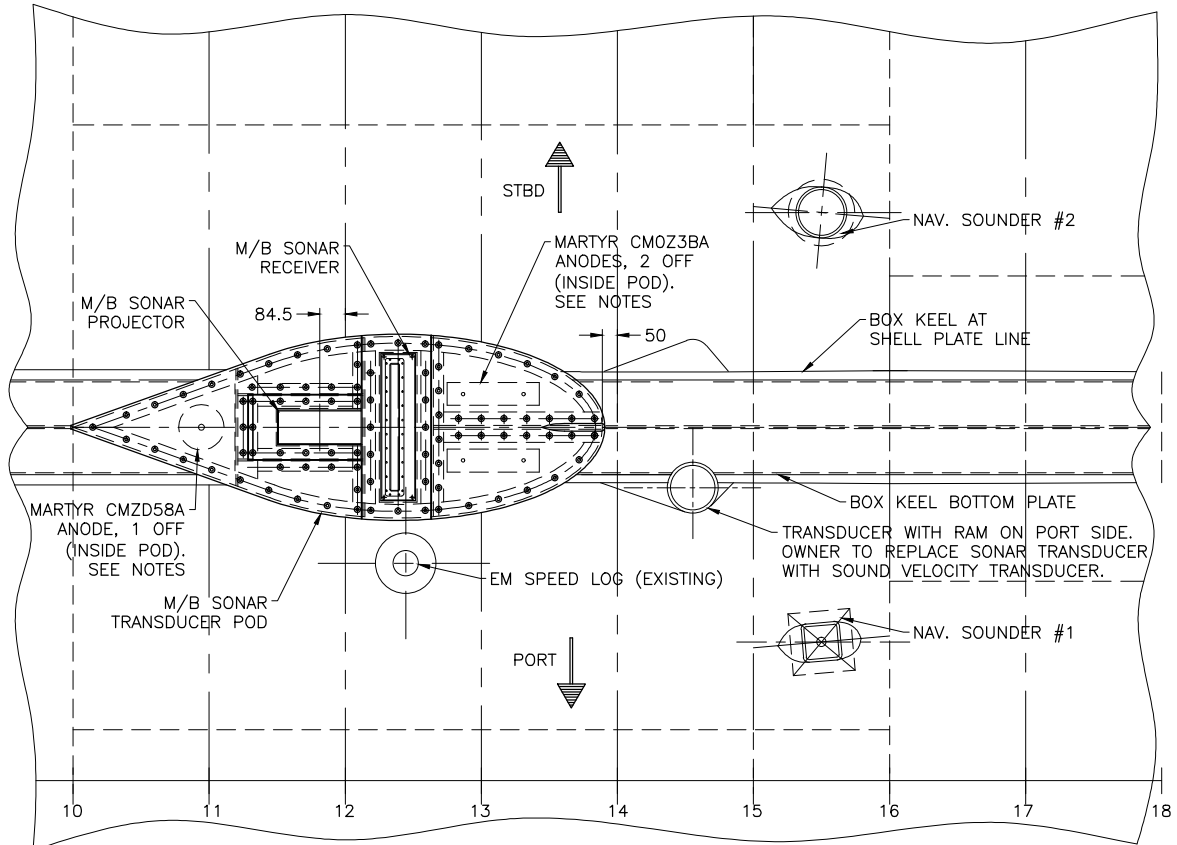 STBD
NAV. SOUNDER #2
M/B SONAR
RECEIVER
MARTYR CMOZ3BA
ANODES, 2 OFF
(INSIDE POD).
SEE NOTES
M/B SONAR
PROJECTOR
84.5
50
BOX KEEL AT
SHELL PLATE LINE
BOX KEEL BOTTOM PLATE
MARTYR CMZD58A
ANODE, 1 OFF
(INSIDE POD).
SEE NOTES
TRANSDUCER WITH RAM ON PORT SIDE.
OWNER TO REPLACE SONAR TRANSDUCER
WITH SOUND VELOCITY TRANSDUCER.
EM SPEED LOG (EXISTING)
M/B SONAR
TRANSDUCER POD
NAV. SOUNDER #1
PORT
10 11 12 13 14 15 16 17 18